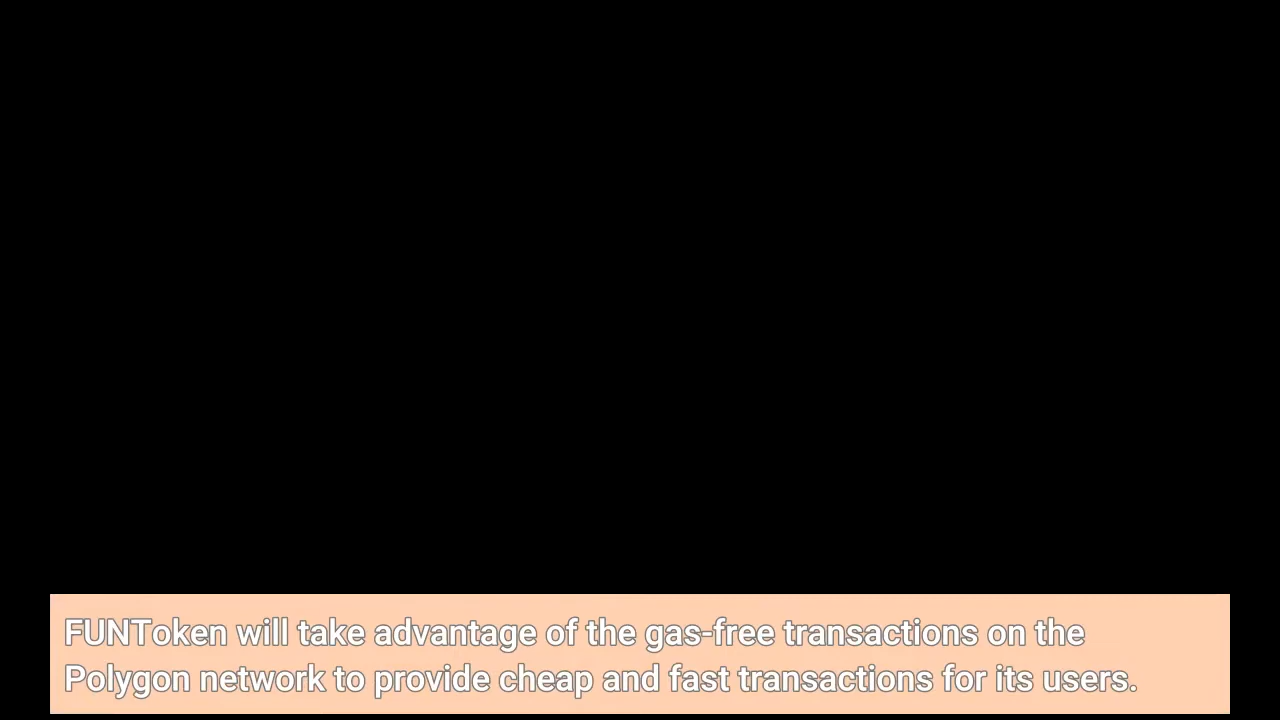 FUNToken will take advantage of the gas-free transactions on the
Polygon network to provide cheap and fast transactions for its users.